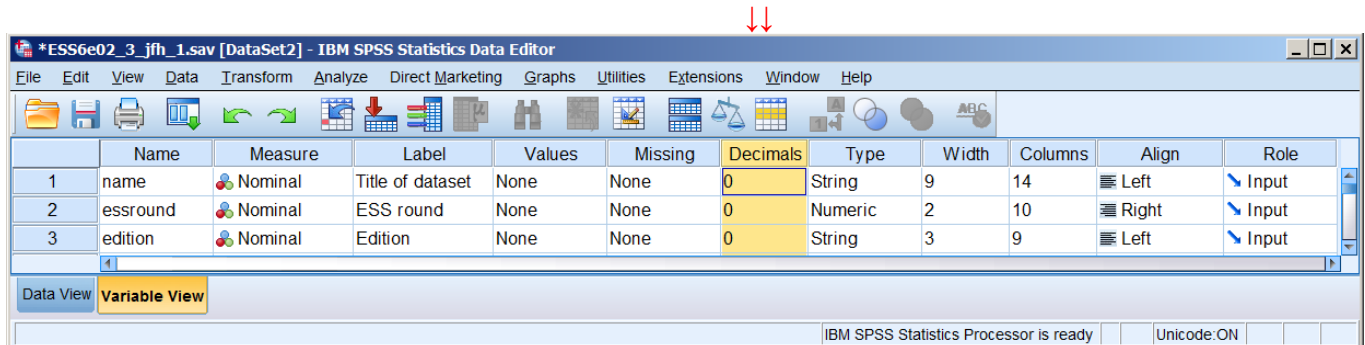 ↓↓
*ESS6e02_3_jfh_1.sav [DataSet2] - IBM SPSS Statistics Data Editor
File Edit View Data Transform Analyze Direct Marketing Graphs Utilities Extensions Window Help
Name Measure Label Values Missing Decimals Type Width Columns Align Role
1 name Nominal Title of dataset None None 0 String 9 14 Left Input
2 essround Nominal ESS round None None 0 Numeric 2 10 Right Input
3 edition Nominal Edition None None 0 String 3 9 Left Input
Data View Variable View
IBM SPSS Statistics Processor is ready Unicode:ON